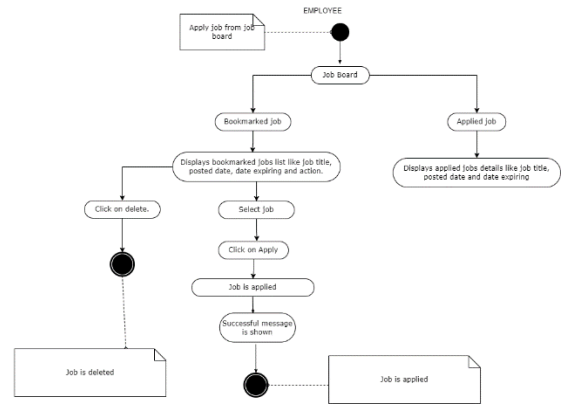 EMPLOYEE
Apply job from job
board
Job Board
Bookmarked job
Applied job
Displays bookmarked jobs list like job title,
posted date, date expiring and action.
Displays applied jobs details like job title,
posted date and date expiring
Click on delete.
Select job
Click on Apply
Job is applied
Successful message
is shown
Job is deleted
Job is applied